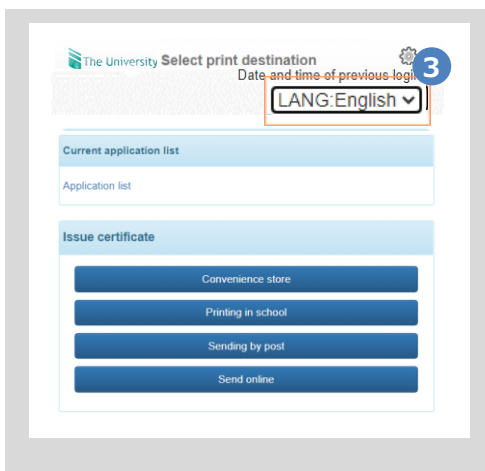 The University Select print destination
3
Date and time of previous login
LANG:English
Current application list
Application list
Issue certificate
Convenience store
Printing in school
Sending by post
Send online